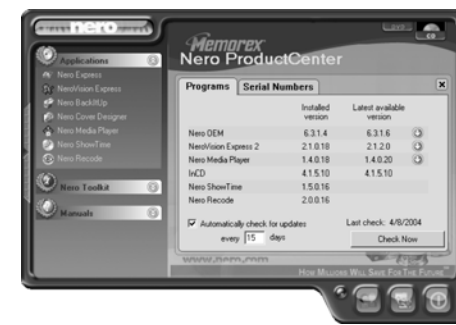 nero
Applications
Nero Express
NeroVision Express
Nero BackItUp
Nero Cover Designer
Nero Media Player
Nero ShowTime
Nero Recode
Nero Toolkit
Manuals
DVD
CD
Memorex
Nero ProductCenter
Programs Serial Numbers
Installed version Latest available version
Nero OEM 6.3.1.4 6.3.1.6
NeroVision Express 2 2.1.0.18 2.1.2.0
Nero Media Player 1.4.0.18 1.4.0.20
InCD 4.1.5.10 4.1.5.10
Nero ShowTime 1.5.0.16
Nero Recode 2.0.0.16
Automatically check for updates Last check: 4/8/2004
every 15 days Check Now
www.nero.com
How Millions Will Save For The Future